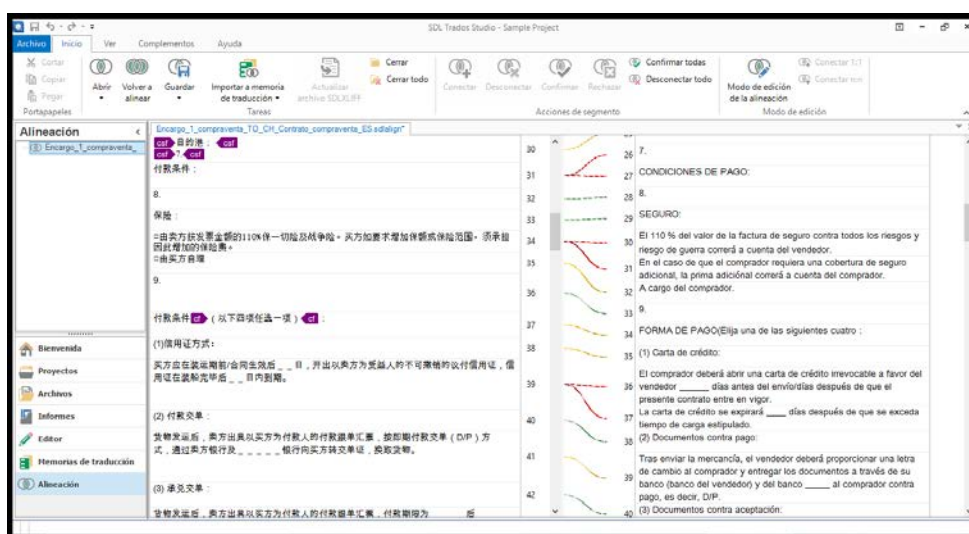 SDL Trados Studio - Sample Project
Archivo Inicio Ver Complementos Ayuda
Cortar
Copiar
Pegar
Portapapeles
Abrir
Volver a alinear
Guardar
Importar a memoria de traducción
Actualizar archivo SDLXLIFF
Cerrar
Cerrar todo
Tareas
Conectar
Desconectar
Confirmar
Rechazar
Confirmar todas
Desconectar todo
Acciones de segmento
Modo de edición de la alineación
Conectar 1:1
Conectar n:n
Modo de edición
Alineación
Encargo_1_compraventa_
Bienvenida
Proyectos
Archivos
Informes
Editor
Memorias de traducción
Alineación
Encargo_1_compraventa_TO_CH_Contrato_compraventa_ES.sdlalign*
csf 目的港： csf
csf 7. csf
付款条件：
8.
保险：
=由卖方按发票金额的110%保一切险及战争险。买方如要求增加保额或保险范围。须承担
因此增加的保险费。
=由买方自理
9.
付款条件 cf （以下四项任选一项） cf ：
(1)信用证方式：
买方应在装运期前/合同生效后_ _日，开出以卖方为受益人的不可撤销的议付信用证，信
用证在装船完毕后_ _日内到期。
(2) 付款交单：
货物发运后，卖方出具以买方为付款人的付款跟单汇票，按即期付款交单（D/P）方
式，通过卖方银行及_ _ _ _ _银行向买方转交单证，换取货物。
(3) 承兑交单：
货物发运后，卖方出具以买方为付款人的付款跟单汇票，付款期限为 后
30
31
32
33
34
35
36
37
38
39
40
41
42
26 7.
27 CONDICIONES DE PAGO:
28 8.
29 SEGURO:
30 El 110 % del valor de la factura de seguro contra todos los riesgos y
riesgo de guerra correrá a cuenta del vendedor.
31 En el caso de que el comprador requiera una cobertura de seguro
adicional, la prima adiciónal correrá a cuenta del comprador.
32 A cargo del comprador.
33 9.
34 FORMA DE PAGO(Elija una de las siguientes cuatro :
35 (1) Carta de crédito:
36 El comprador deberá abrir una carta de crédito irrevocable a favor del
vendedor ______ días antes del envío/días después de que el
presente contrato entre en vigor.
37 La carta de crédito se expirará ____ días después de que se exceda
tiempo de carga estipulado.
38 (2) Documentos contra pago:
39 Tras enviar la mercancía, el vendedor deberá proporcionar una letra
de cambio al comprador y entregar los documentos a través de su
banco (banco del vendedor) y del banco _____ al comprador contra
pago, es decir, D/P.
40 (3) Documentos contra aceptación: